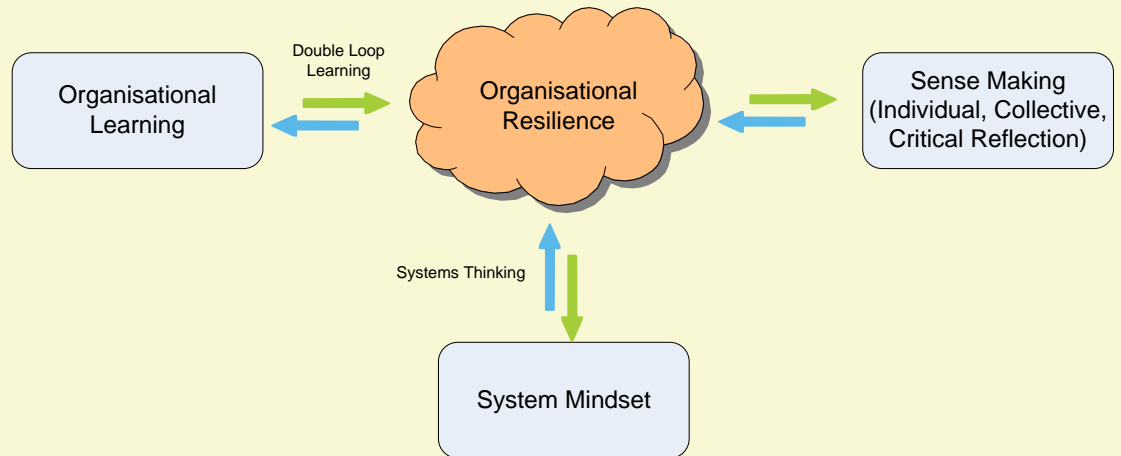 Double Loop
Learning
Organisational
Learning
Organisational
Resilience
Sense Making
(Individual, Collective,
Critical Reflection)
Systems Thinking
System Mindset